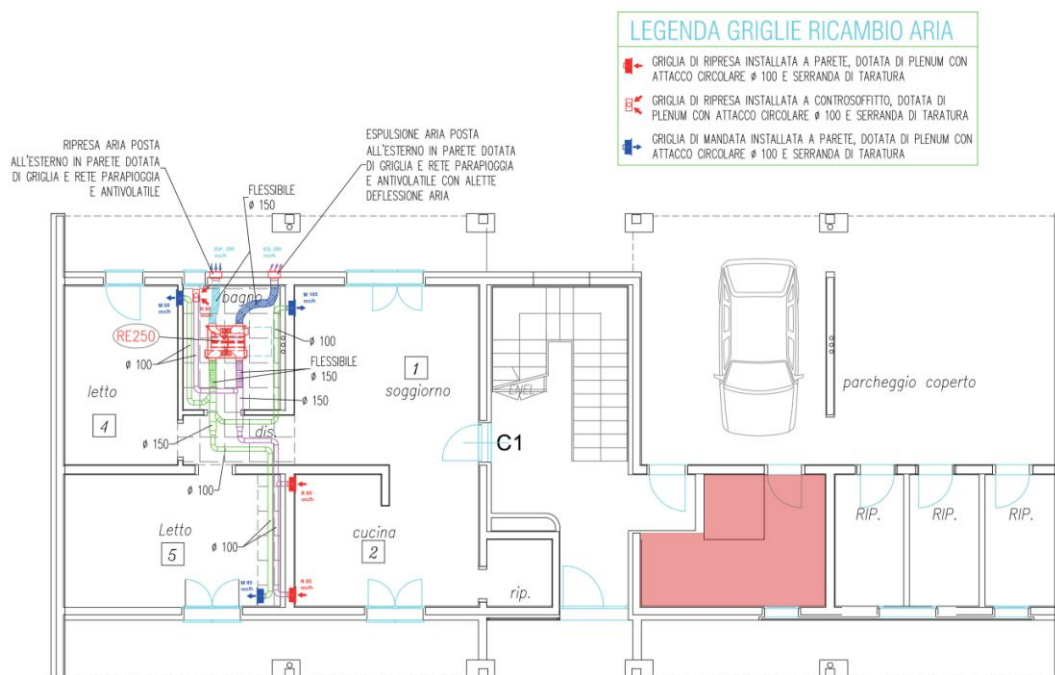 LEGENDA GRIGLIE RICAMBIO ARIA
GRIGLIA DI RIPRESA INSTALLATA A PARETE, DOTATA DI PLENUM CON
ATTACCO CIRCOLARE ø 100 E SERRANDA DI TARATURA
GRIGLIA DI RIPRESA INSTALLATA A CONTROSOFFITTO, DOTATA DI
PLENUM CON ATTACCO CIRCOLARE ø 100 E SERRANDA DI TARATURA
GRIGLIA DI MANDATA INSTALLATA A PARETE, DOTATA DI PLENUM CON
ATTACCO CIRCOLARE ø 100 E SERRANDA DI TARATURA
RIPRESA ARIA POSTA
ALL'ESTERNO IN PARETE DOTATA
DI GRIGLIA E RETE PARAPIOGGIA
E ANTIVOLATILE
ESPULSIONE ARIA POSTA
ALL'ESTERNO IN PARETE DOTATA
DI GRIGLIA E RETE PARAPIOGGIA
E ANTIVOLATILE CON ALETTE
DEFLESSIONE ARIA
FLESSIBILE
ø 150
bagno
RE250
ø 100
ø 100
FLESSIBILE
ø 150
ø 150
letto
4
1
soggiorno
ENEL
C1
parcheggio coperto
dis.
ø 150
ø 100
Letto
5
ø 100
cucina
2
rip.
RIP.
RIP.
RIP.